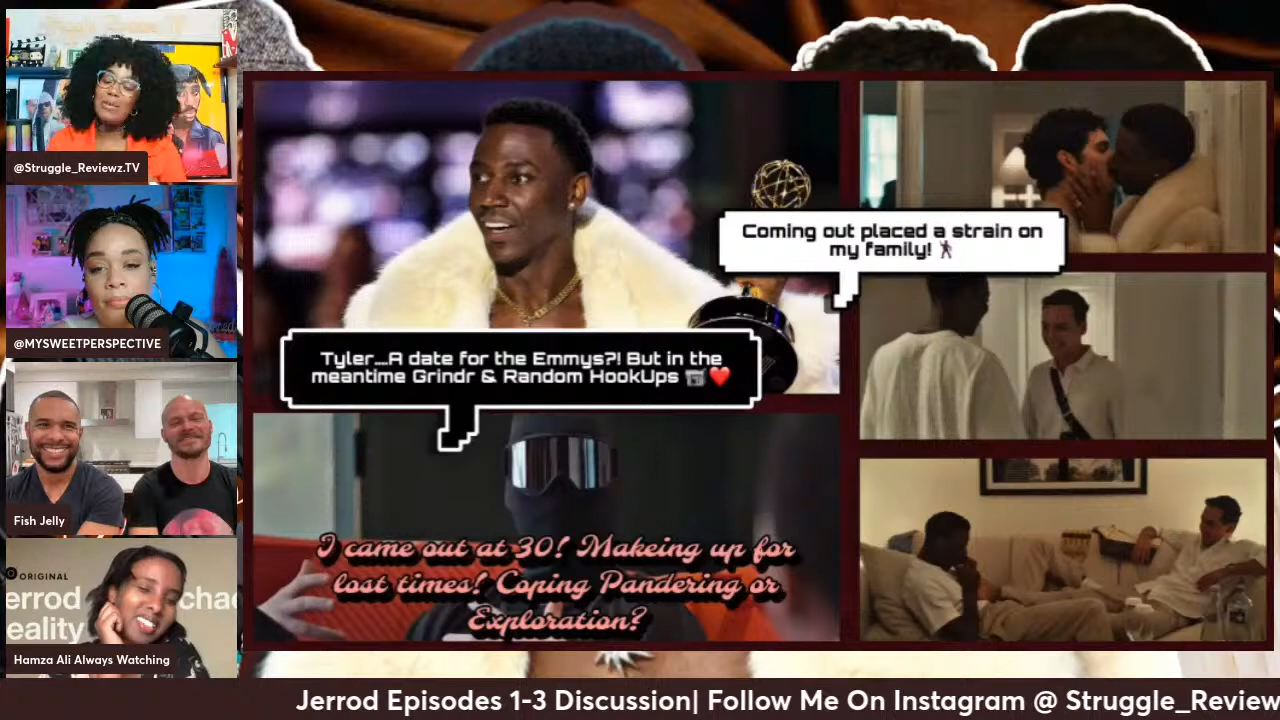 @Struggle_Reviewz.TV
@MYSWEETPERSPECTIVE
Fish Jelly
ORIGINAL
errod
chae
eality
Hamza Ali Always Watching
Coming out placed a strain on
my family!
Tyler....A date for the Emmys?! But in the
meantime Grindr & Random HookUps
I came out at 30! Makeing up for
lost times! Coping Pandering or
Exploration?
Jerrod Episodes 1-3 Discussion| Follow Me On Instagram @ Struggle_Review